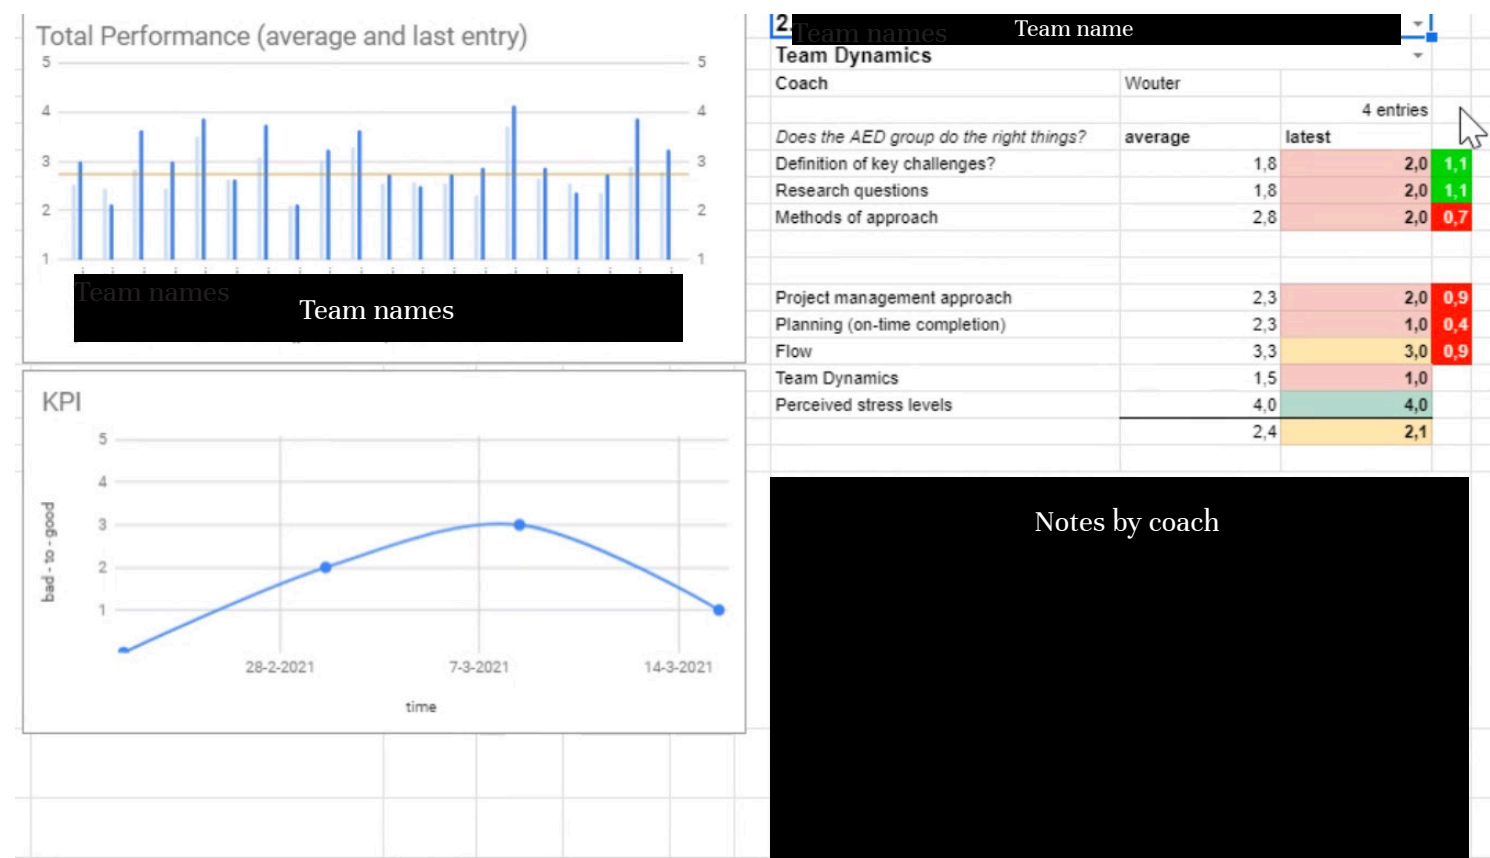 Total Performance (average and last entry)
5 5
4 4
3 3
2 2
1 1
Team names
Team names
KPI
5
4
3
2
1
bad - to - good
28-2-2021 7-3-2021 14-3-2021
time
2.
Team names
Team name
Team Dynamics
Coach Wouter
4 entries
Does the AED group do the right things? average latest
Definition of key challenges? 1,8 2,0 1,1
Research questions 1,8 2,0 1,1
Methods of approach 2,8 2,0 0,7
Project management approach 2,3 2,0 0,9
Planning (on-time completion) 2,3 1,0 0,4
Flow 3,3 3,0 0,9
Team Dynamics 1,5 1,0
Perceived stress levels 4,0 4,0
2,4 2,1
Notes by coach